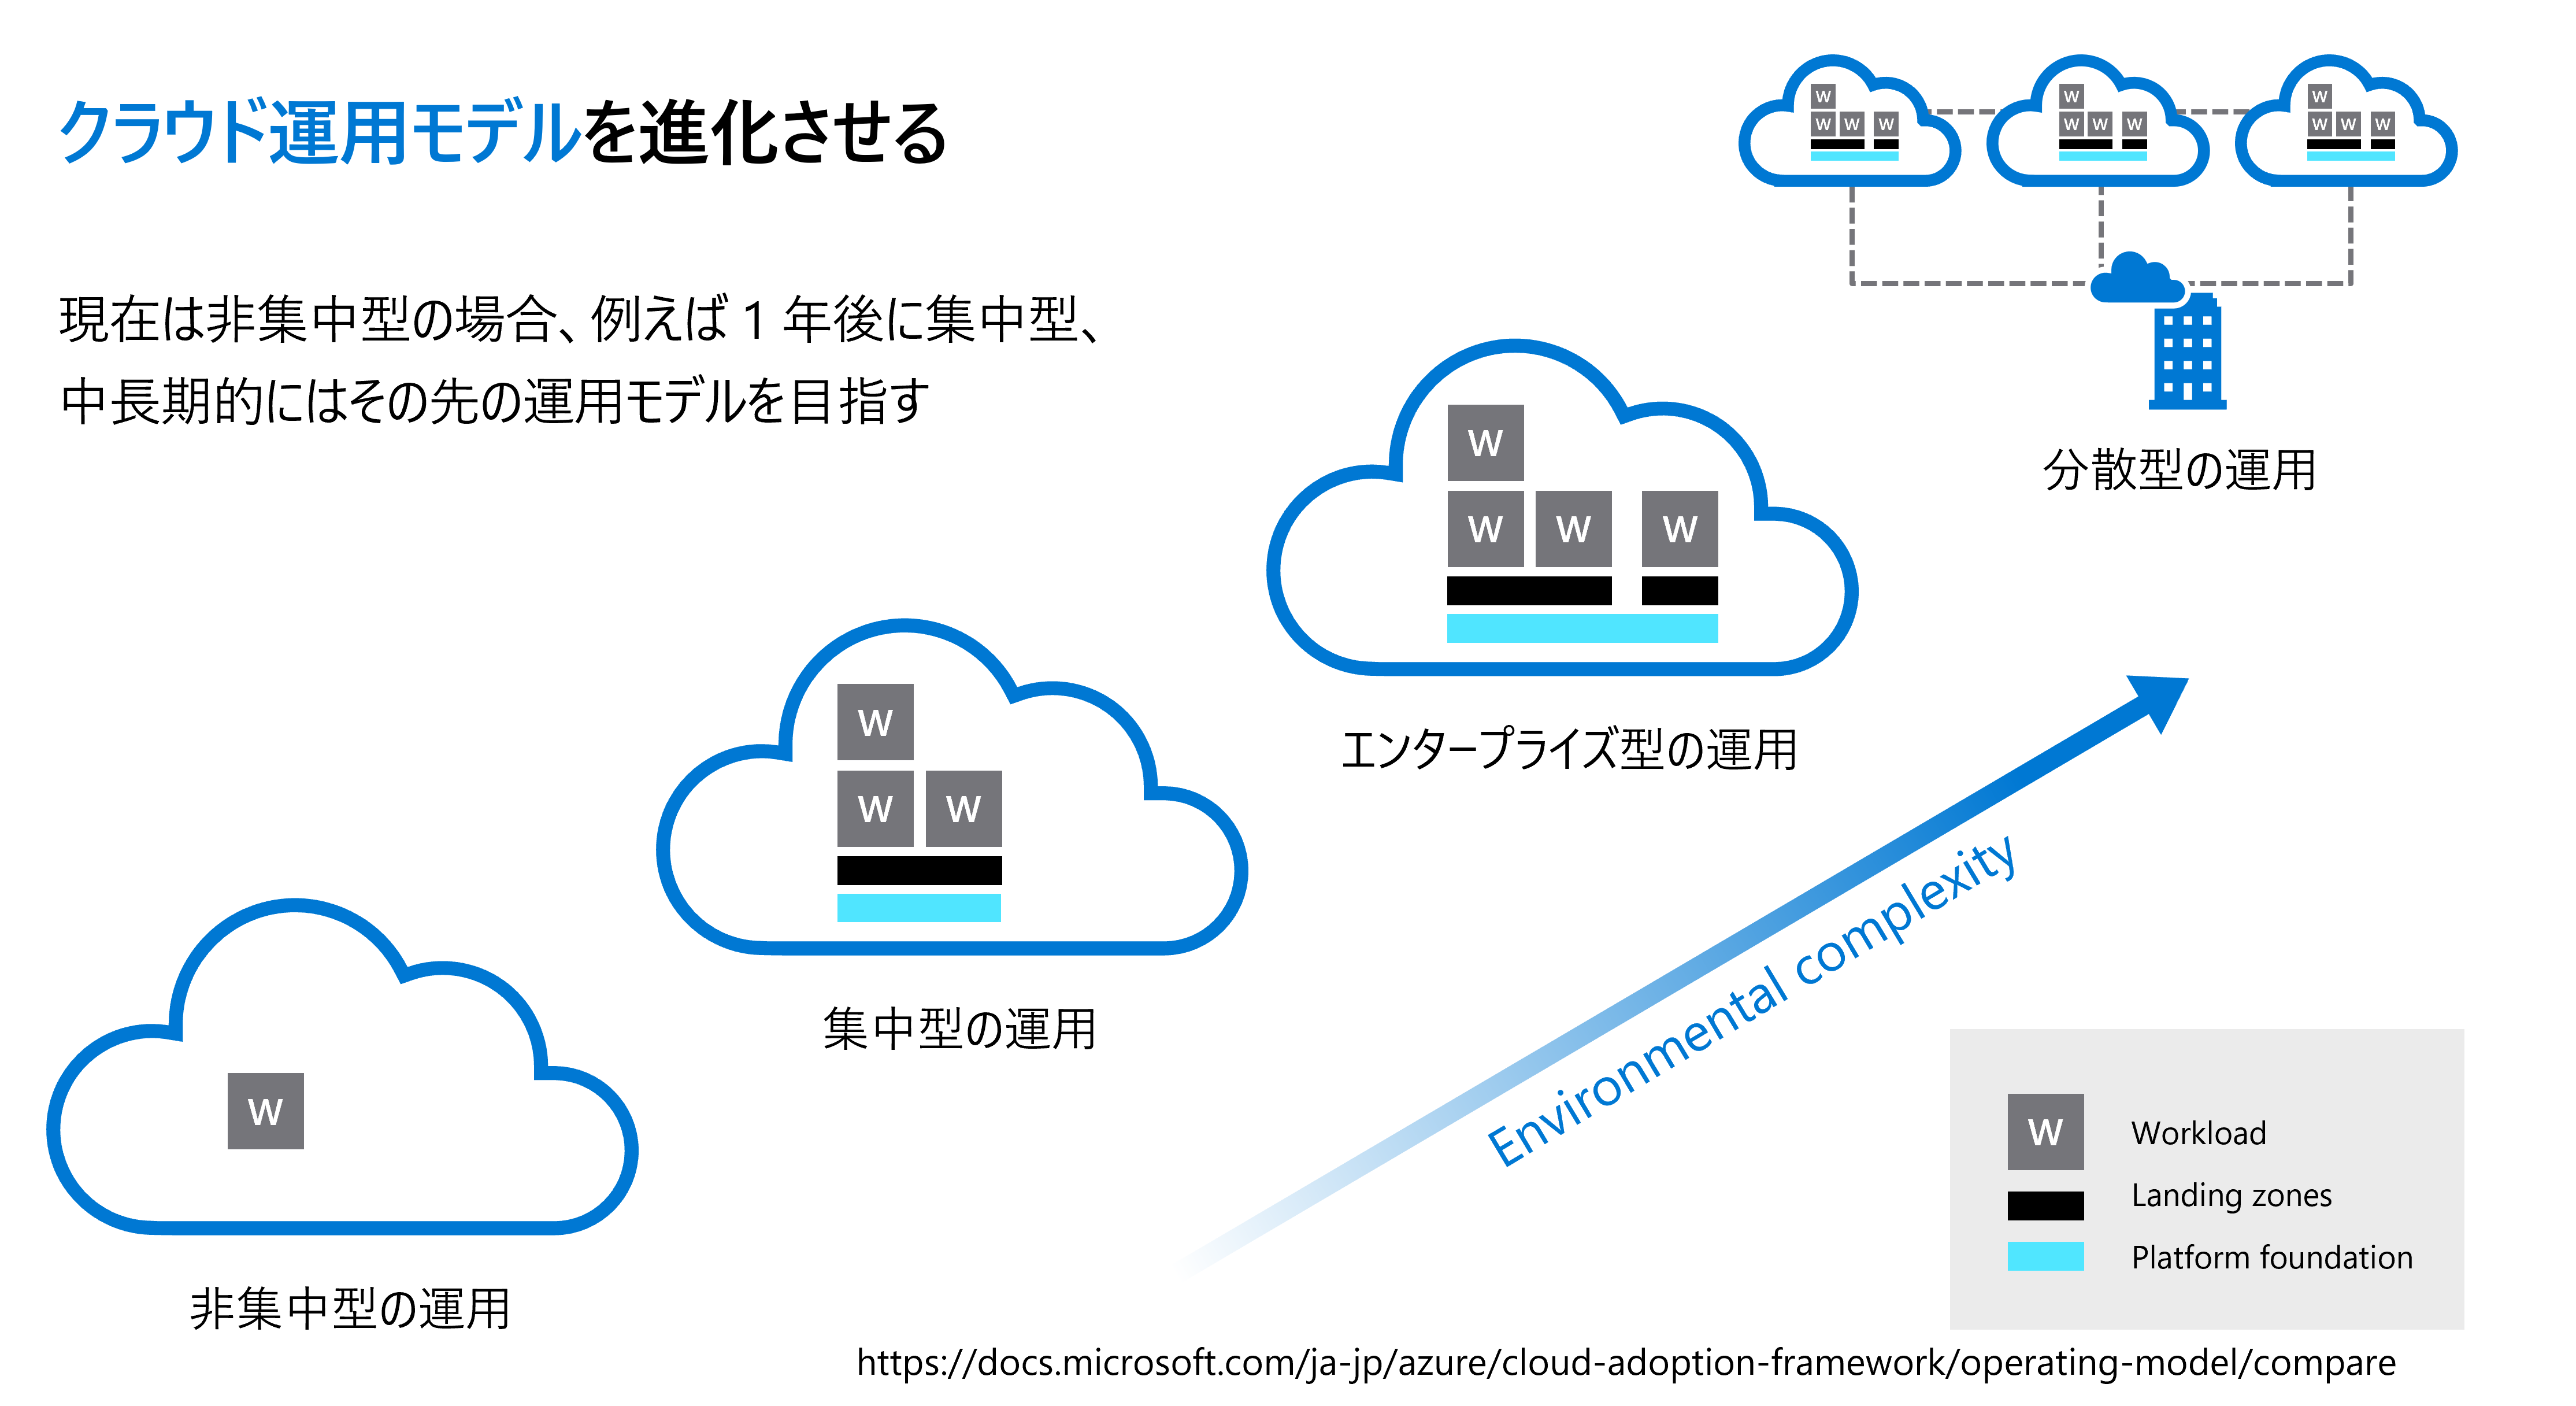 クラウド運用モデルを進化させる
現在は非集中型の場合、例えば 1 年後に集中型、
中長期的にはその先の運用モデルを目指す
W
W W W
W
W W W
W
W W W
分散型の運用
W
W W W
エンタープライズ型の運用
W
W W
集中型の運用
W
非集中型の運用
Environmental complexity
W Workload
Landing zones
Platform foundation
https://docs.microsoft.com/ja-jp/azure/cloud-adoption-framework/operating-model/compare